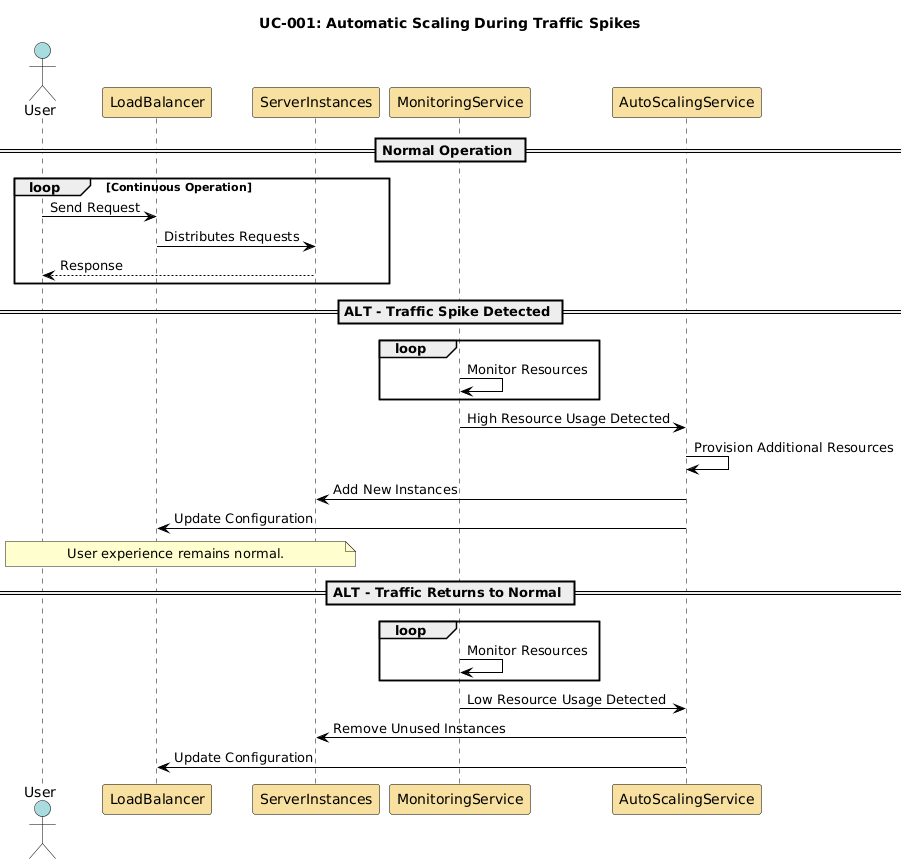 UC-001: Automatic Scaling During Traffic Spikes
User
LoadBalancer
ServerInstances
MonitoringService
AutoScalingService
Normal Operation
loop
[Continuous Operation]
Send Request
Distributes Requests
Response
ALT - Traffic Spike Detected
loop
Monitor Resources
High Resource Usage Detected
Provision Additional Resources
Add New Instances
Update Configuration
User experience remains normal.
ALT - Traffic Returns to Normal
loop
Monitor Resources
Low Resource Usage Detected
Remove Unused Instances
Update Configuration
User
LoadBalancer
ServerInstances
MonitoringService
AutoScalingService